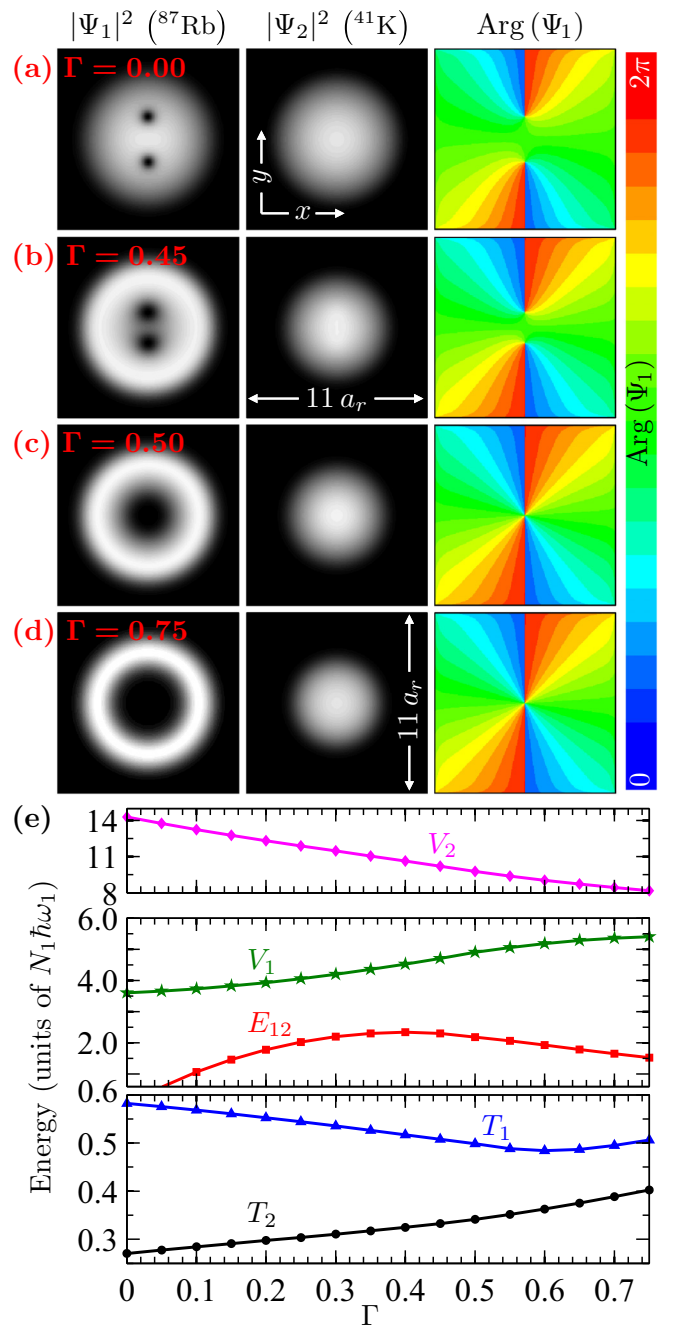 |Ψ₁|² (⁸⁷Rb) |Ψ₂|² (⁴¹K) Arg (Ψ₁)
(a) Γ = 0.00
y
x
2π
(b) Γ = 0.45
11 aᵣ
Arg (Ψ₁)
(c) Γ = 0.50
(d) Γ = 0.75
11 aᵣ
0
(e)
Energy (units of N₁ℏω₁)
14
11
8
V₂
6.0
4.0
2.0
0.6
V₁
E₁₂
0.6
0.5
0.4
0.3
T₁
T₂
0 0.1 0.2 0.3 0.4 0.5 0.6 0.7
Γ